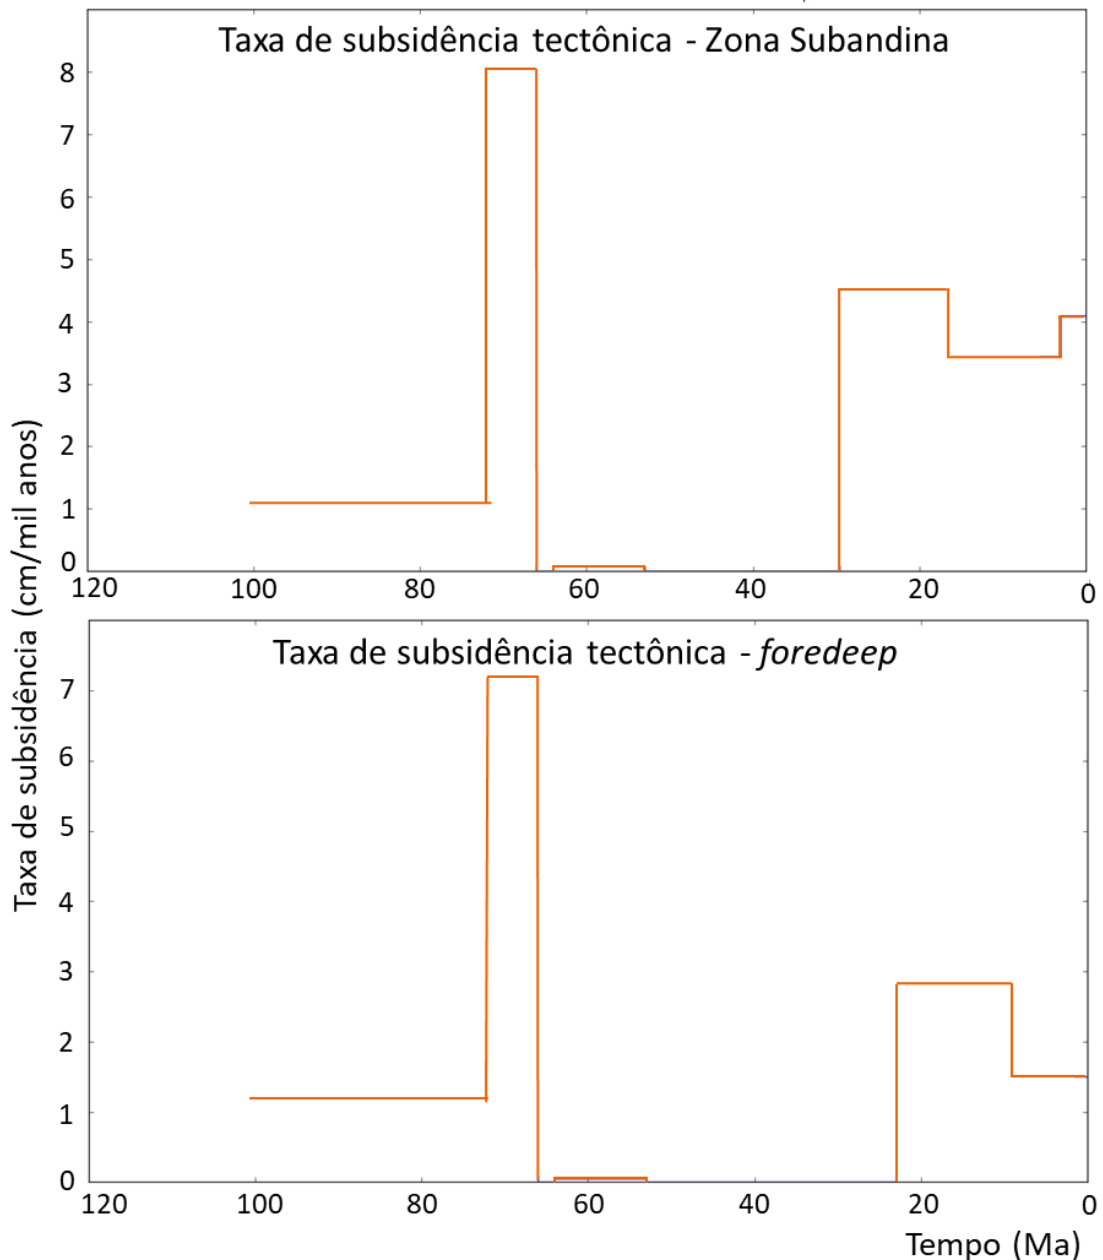 Taxa de subsidência tectônica - Zona Subandina
8
7
6
5
4
3
2
1
0
120 100 80 60 40 20 0
Taxa de subsidência (cm/mil anos)
Taxa de subsidência tectônica - foredeep
7
6
5
4
3
2
1
0
120 100 80 60 40 20 0
Tempo (Ma)